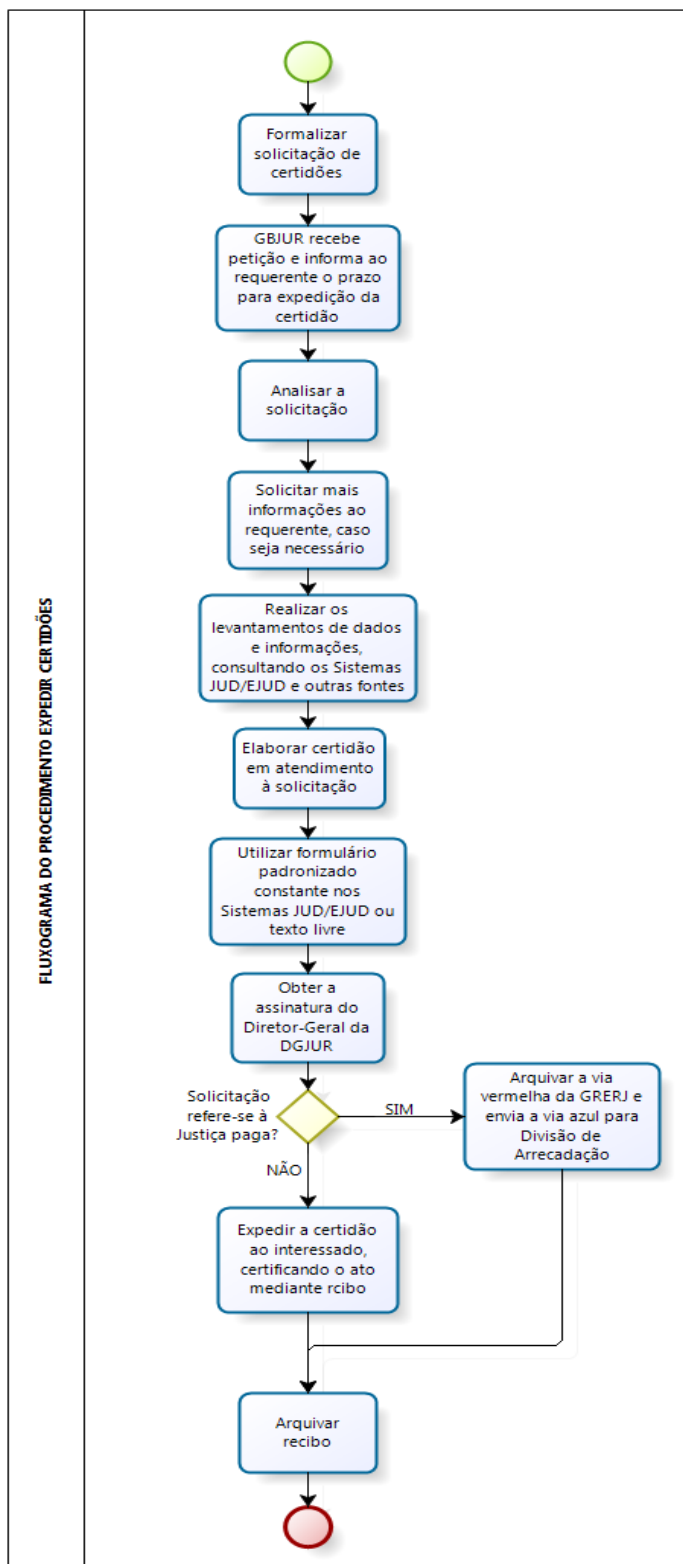 FLUXOGRAMA DO PROCEDIMENTO EXPEDIR CERTIDÕES
Formalizar
solicitação de
certidões
GBJUR recebe
petição e informa ao
requerente o prazo
para expedição da
certidão
Analisar a
solicitação
Solicitar mais
informações ao
requerente, caso
seja necessário
Realizar os
levantamentos de dados
e informações,
consultando os Sistemas
JUD/EJUD e outras fontes
Elaborar certidão
em atendimento
à solicitação
Utilizar formulário
padronizado
constante nos
Sistemas JUD/EJUD ou
texto livre
Obter a
assinatura do
Diretor-Geral da
DGJUR
Solicitação
refere-se à
Justiça paga?
SIM
Arquivar a via
vermelha da GRERJ e
envia a via azul para
Divisão de
Arrecadação
NÃO
Expedir a certidão
ao interessado,
certificando o ato
mediante rcibo
Arquivar
recibo